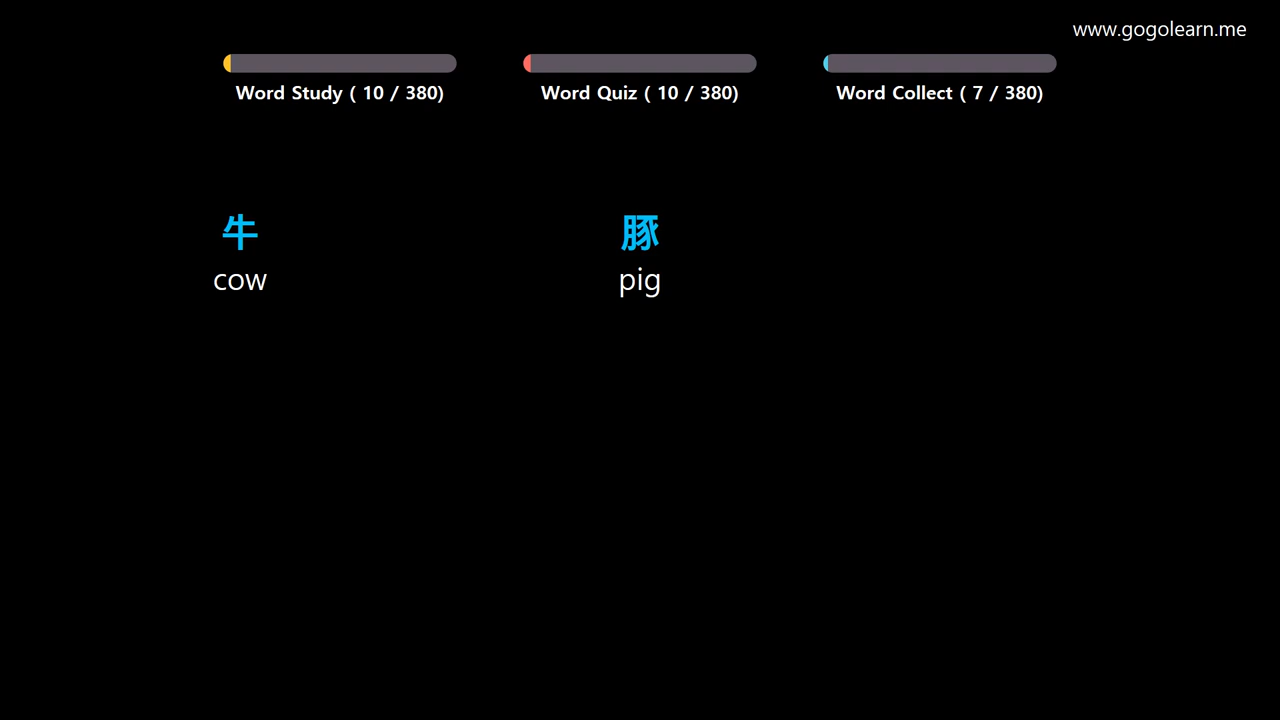 www.gogolearn.me
Word Study ( 10 / 380)
Word Quiz ( 10 / 380)
Word Collect ( 7 / 380)
牛
cow
豚
pig